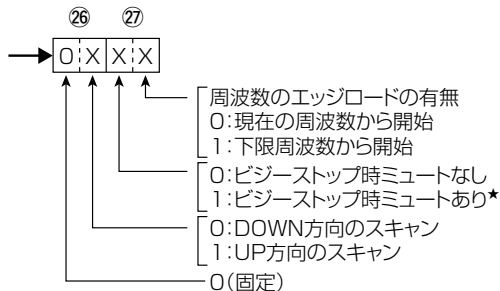 ㉖ ㉗
0 X X X
周波数のエッジロードの有無
0:現在の周波数から開始
1:下限周波数から開始
0:ビジーストップ時ミュートなし
1:ビジーストップ時ミュートあり★
0:DOWN方向のスキャン
1:UP方向のスキャン
0(固定)